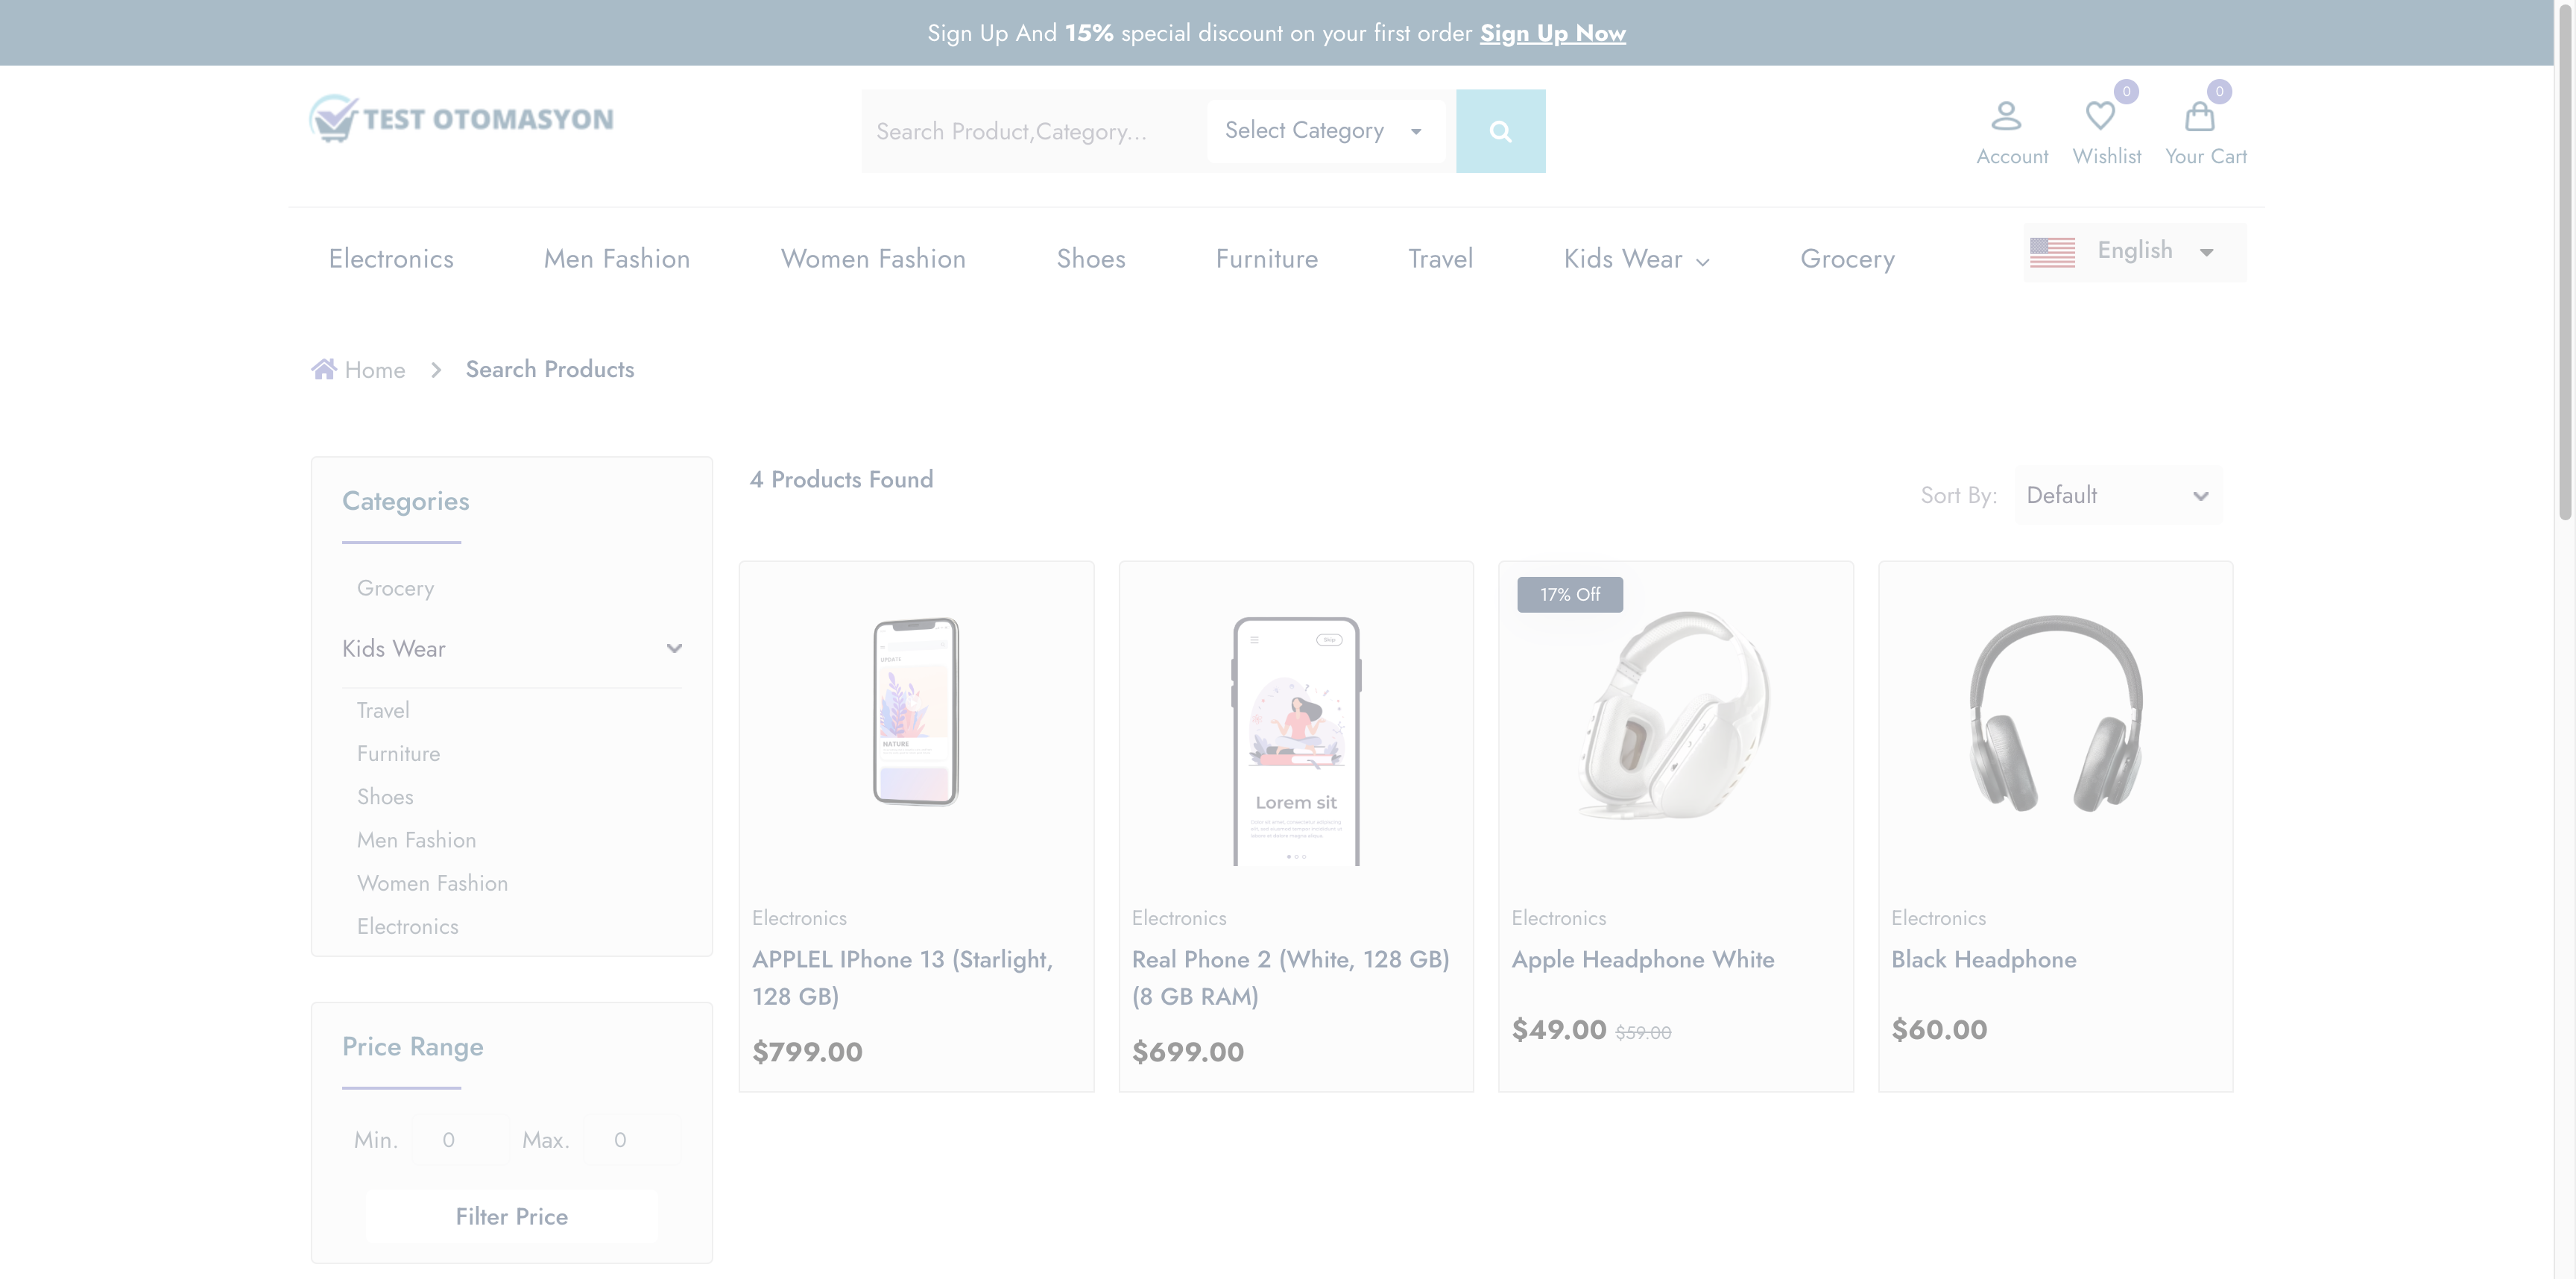 Sign Up And 15% special discount on your first order Sign Up Now
TEST OTOMASYON
Search Product,Category...
Select Category
0
0
Account
Wishlist
Your Cart
Electronics
Men Fashion
Women Fashion
Shoes
Furniture
Travel
Kids Wear
Grocery
English
Home
Search Products
Categories
Grocery
Kids Wear
Travel
Furniture
Shoes
Men Fashion
Women Fashion
Electronics
Price Range
Min. 0 Max. 0
Filter Price
4 Products Found
Sort By: Default
UPDATE
NATURE
Electronics
APPLEL IPhone 13 (Starlight,
128 GB)
$799.00
Skip
Lorem sit
Electronics
Real Phone 2 (White, 128 GB)
(8 GB RAM)
$699.00
17% Off
Electronics
Apple Headphone White
$49.00 $59.00
Electronics
Black Headphone
$60.00